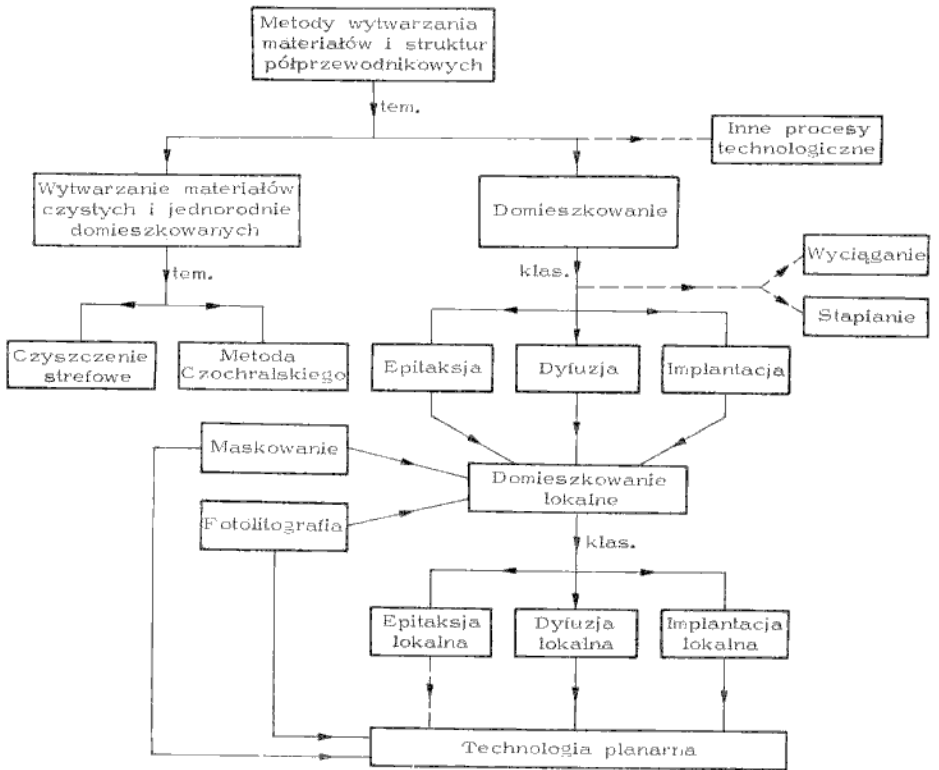 Metody wytwarzania
materiałów i struktur
półprzewodnikowych
tem.
Inne procesy
technologiczne
Wytwarzanie materiałów
czystych i jednorodnie
domieszkowanych
Domieszkowanie
tem.
klas.
Wyciąganie
Stapianie
Czyszczenie
strefowe
Metoda
Czochralskiego
Epitaksja
Dyfuzja
Implantacja
Maskowanie
Domieszkowanie
lokalne
Fotolitografia
klas.
Epitaksja
lokalna
Dyfuzja
lokalna
Implantacja
lokalna
Technologia planarna